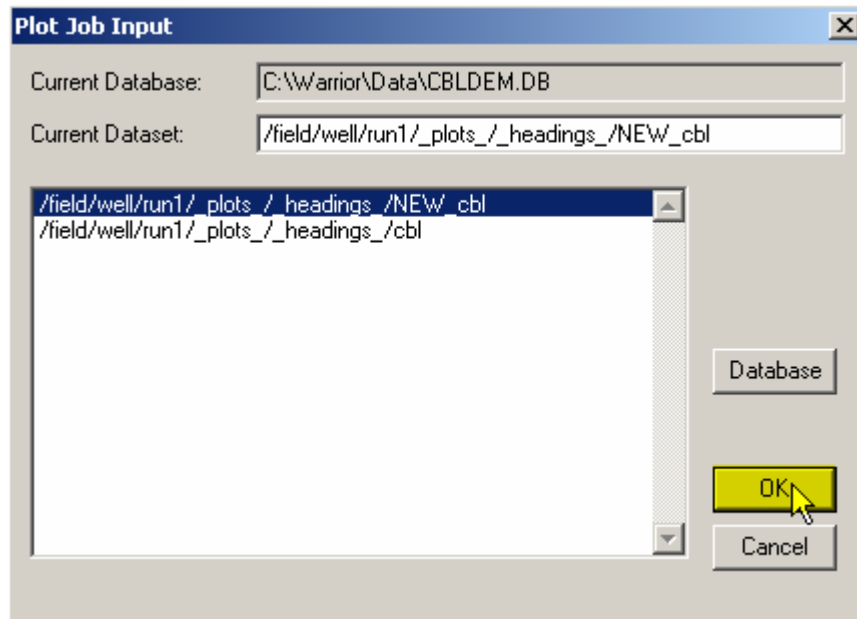 Plot Job Input
Current Database: C:\Warrior\Data\CBLDEM.DB
Current Dataset: /field/well/run1/_plots_/_headings_/NEW_cbl
/field/well/run1/_plots_/_headings_/NEW_cbl
/field/well/run1/_plots_/_headings_/cbl
Database
OK
Cancel